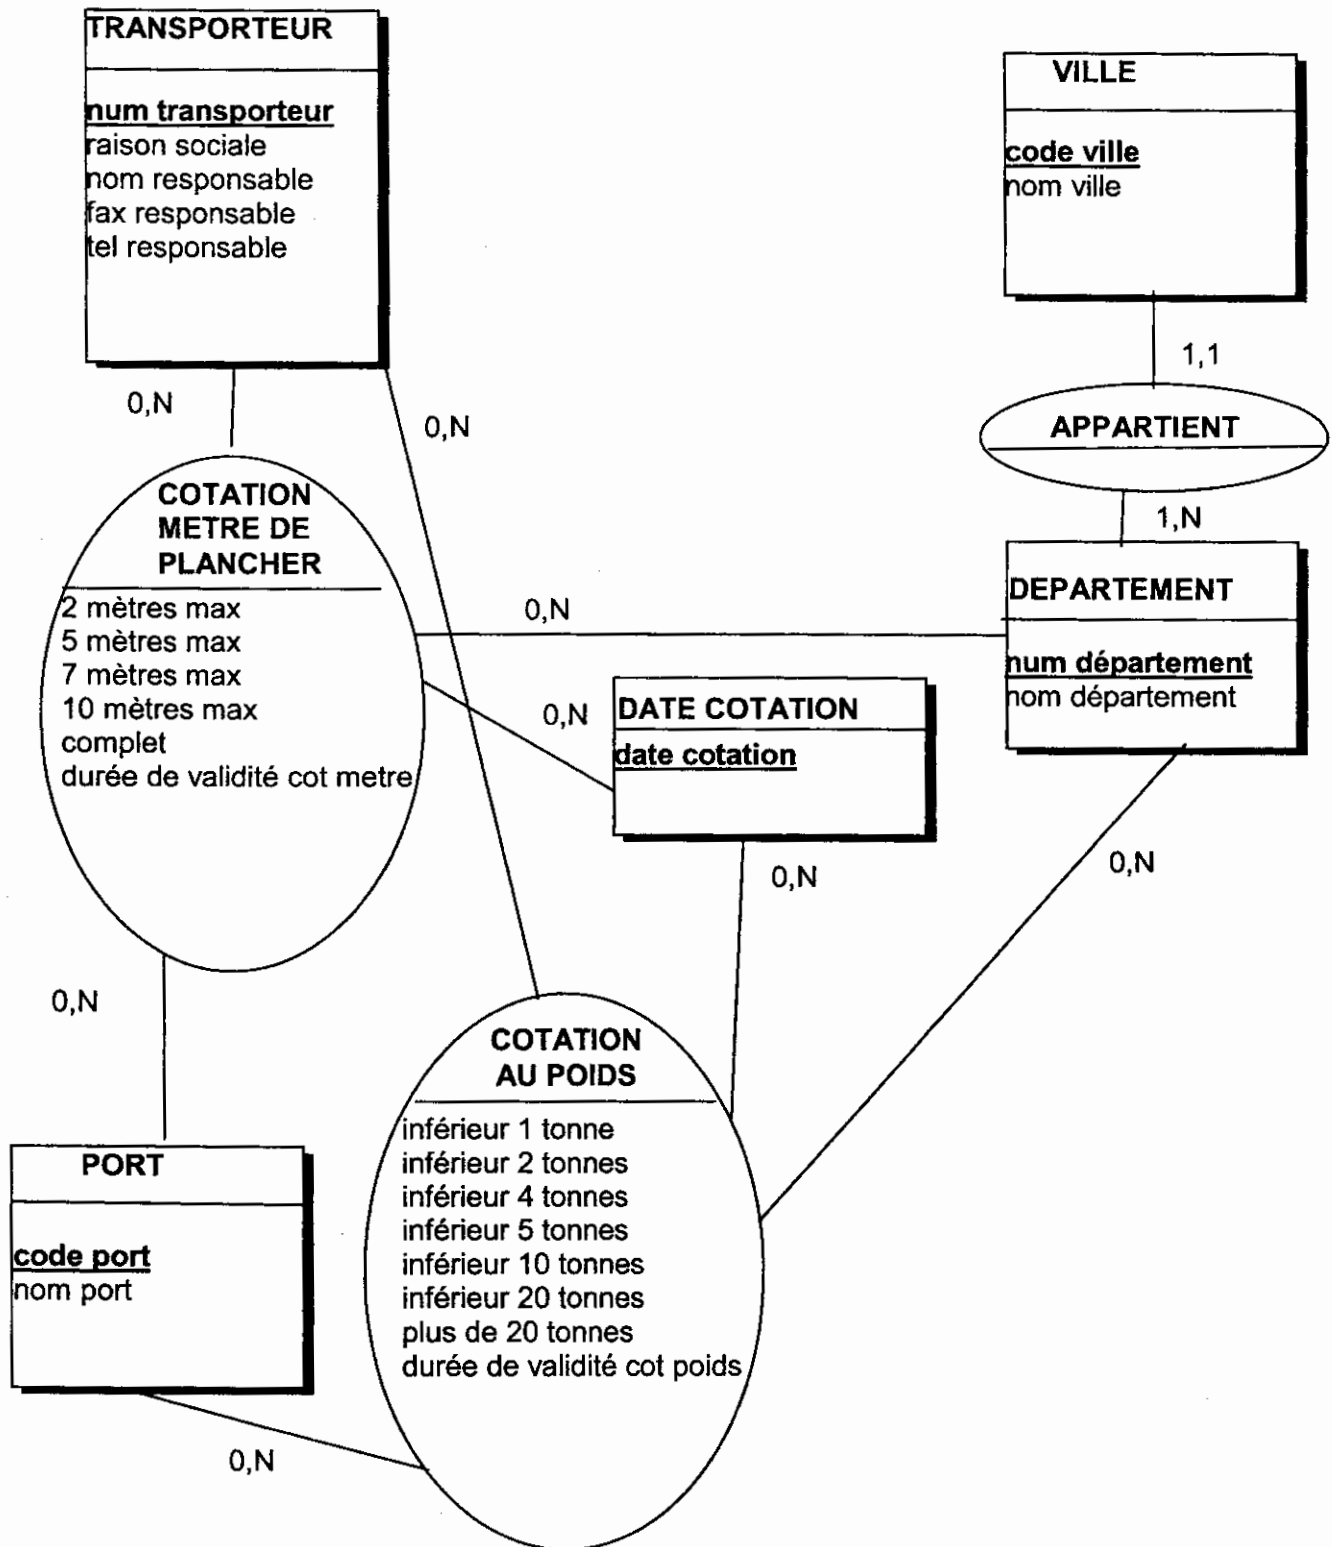 TRANSPORTEUR
num transporteur
raison sociale
nom responsable
fax responsable
tel responsable
VILLE
code ville
nom ville
1,1
0,N
0,N
APPARTIENT
1,N
COTATION
METRE DE
PLANCHER
2 mètres max
5 mètres max
7 mètres max
10 mètres max
complet
durée de validité cot metre
0,N
DEPARTEMENT
num département
nom département
0,N
DATE COTATION
date cotation
0,N
0,N
0,N
COTATION
AU POIDS
inférieur 1 tonne
inférieur 2 tonnes
inférieur 4 tonnes
inférieur 5 tonnes
inférieur 10 tonnes
inférieur 20 tonnes
plus de 20 tonnes
durée de validité cot poids
PORT
code port
nom port
0,N